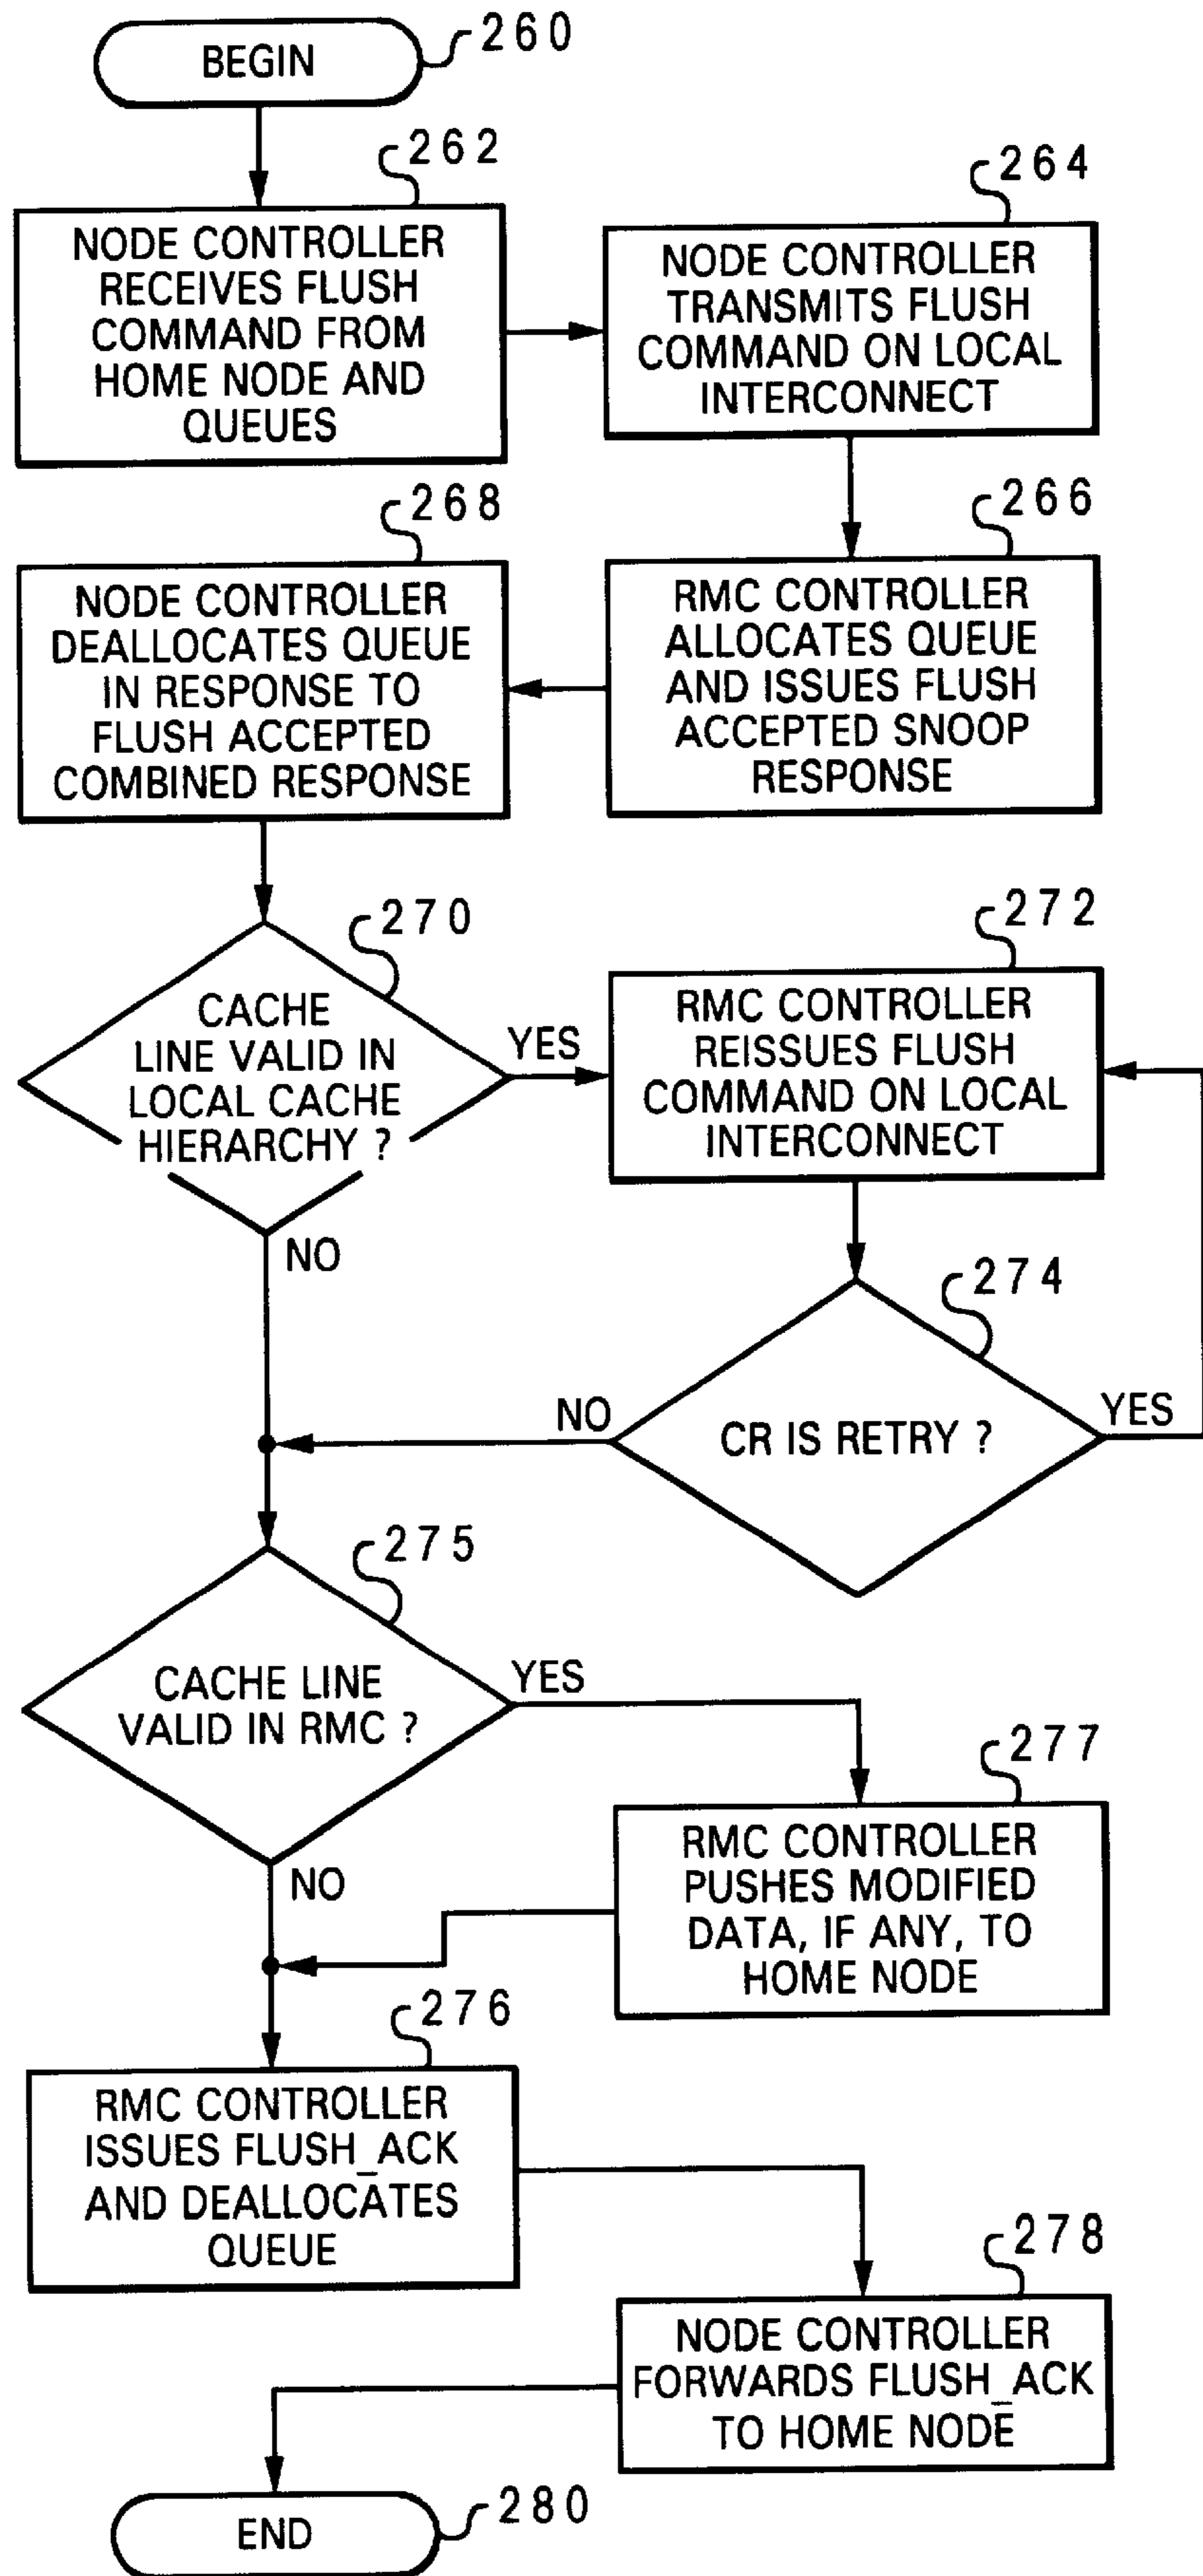 BEGIN
260
262
NODE CONTROLLER
RECEIVES FLUSH
COMMAND FROM
HOME NODE AND
QUEUES
264
NODE CONTROLLER
TRANSMITS FLUSH
COMMAND ON LOCAL
INTERCONNECT
266
RMC CONTROLLER
ALLOCATES QUEUE
AND ISSUES FLUSH
ACCEPTED SNOOP
RESPONSE
268
NODE CONTROLLER
DEALLOCATES QUEUE
IN RESPONSE TO
FLUSH ACCEPTED
COMBINED RESPONSE
270
CACHE
LINE VALID IN
LOCAL CACHE
HIERARCHY ?
YES
NO
272
RMC CONTROLLER
REISSUES FLUSH
COMMAND ON LOCAL
INTERCONNECT
274
CR IS RETRY ?
YES
NO
275
CACHE LINE
VALID IN RMC ?
YES
NO
277
RMC CONTROLLER
PUSHES MODIFIED
DATA, IF ANY, TO
HOME NODE
276
RMC CONTROLLER
ISSUES FLUSH_ACK
AND DEALLOCATES
QUEUE
278
NODE CONTROLLER
FORWARDS FLUSH_ACK
TO HOME NODE
END
280